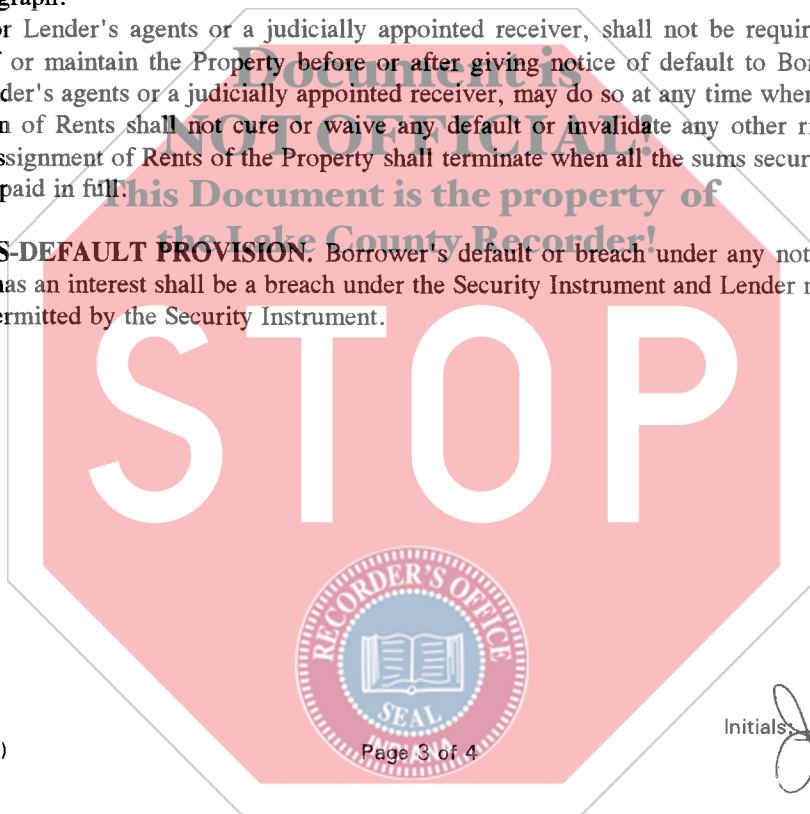 graph.
or Lender's agents or a judicially appointed receiver, shall not be requir
or maintain the Property before or after giving notice of default to Bor
der's agents or a judicially appointed receiver, may do so at any time when
n of Rents shall not cure or waive any default or invalidate any other r
ssignment of Rents of the Property shall terminate when all the sums secur
paid in full.
Document is
NOT OFFICIAL!
This Document is the property of
the Lake County Recorder!
S-DEFAULT PROVISION. Borrower's default or breach under any not
has an interest shall be a breach under the Security Instrument and Lender
ermitted by the Security Instrument.
STOP
RECORDER'S OFFICE
SEAL
INDIANA
Initials:
)
Page 3 of 4